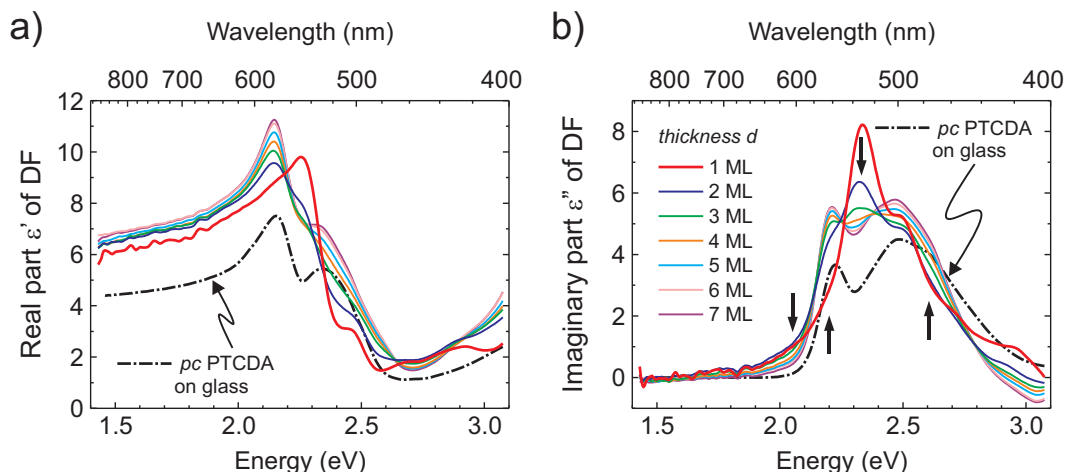 a)
Wavelength (nm)
800 700 600 500 400
Real part ε' of DF
12
10
8
6
4
2
0
pc PTCDA
on glass
1.5 2.0 2.5 3.0
Energy (eV)
b)
Wavelength (nm)
800 700 600 500 400
Imaginary part ε'' of DF
8
6
4
2
0
thickness d
1 ML
2 ML
3 ML
4 ML
5 ML
6 ML
7 ML
pc PTCDA
on glass
1.5 2.0 2.5 3.0
Energy (eV)